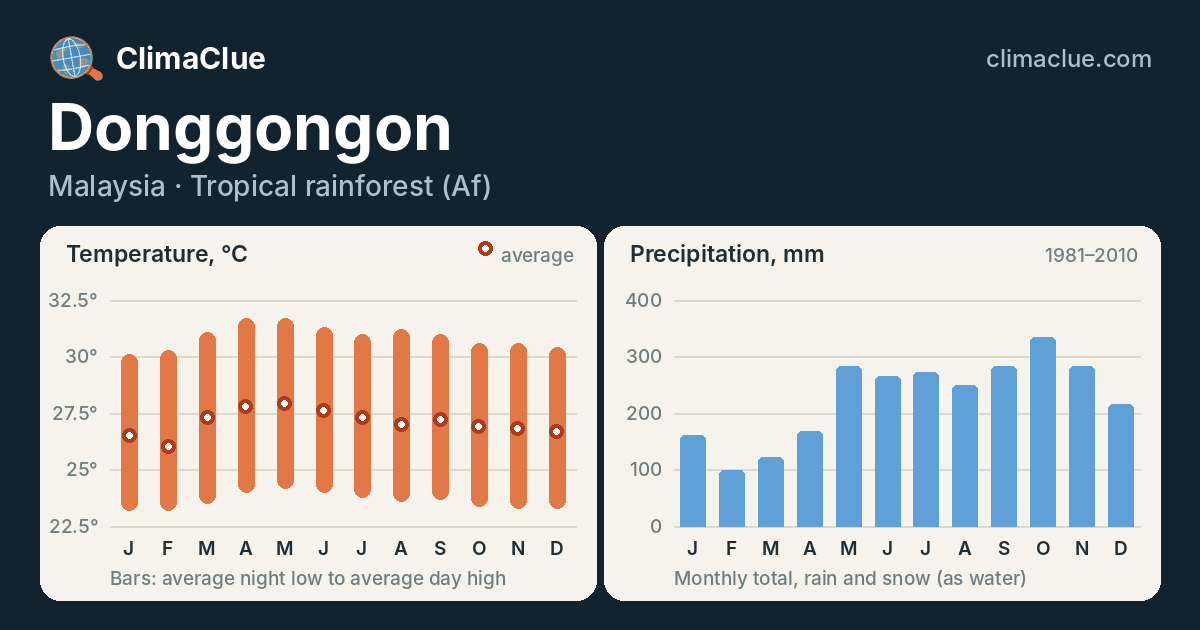 ClimaClue
climaclue.com
Donggongon
Malaysia · Tropical rainforest (Af)
Temperature, °C
average
32.5°
30°
27.5°
25°
22.5°
J F M A M J J A S O N D
Bars: average night low to average day high
Precipitation, mm
1981–2010
400
300
200
100
0
J F M A M J J A S O N D
Monthly total, rain and snow (as water)